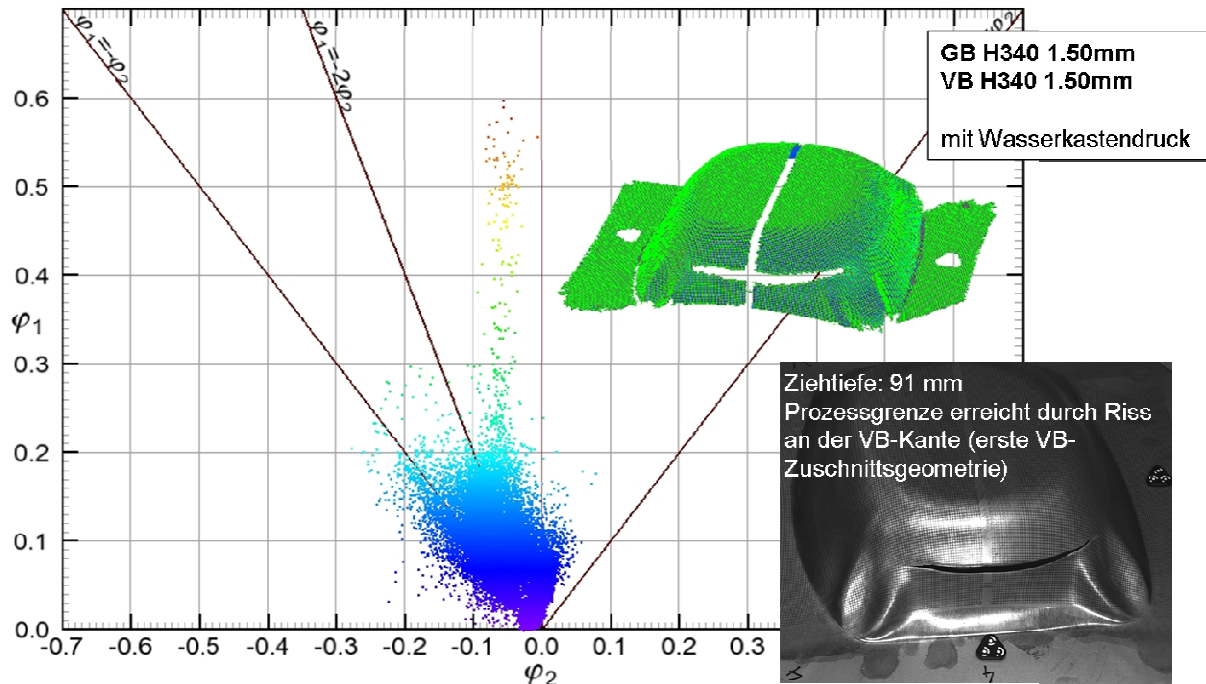 φ₁=-φ₂
φ₁=-2φ₂
φ₂
GB H340 1.50mm
VB H340 1.50mm
mit Wasserkastendruck
0.6
0.5
0.4
φ₁
0.3
0.2
0.1
0.0
Ziehtiefe: 91 mm
Prozessgrenze erreicht durch Riss
an der VB-Kante (erste VB-
Zuschnittsgeometrie)
-0.7 -0.6 -0.5 -0.4 -0.3 -0.2 -0.1 0.0 0.1 0.2 0.3
φ₂
4